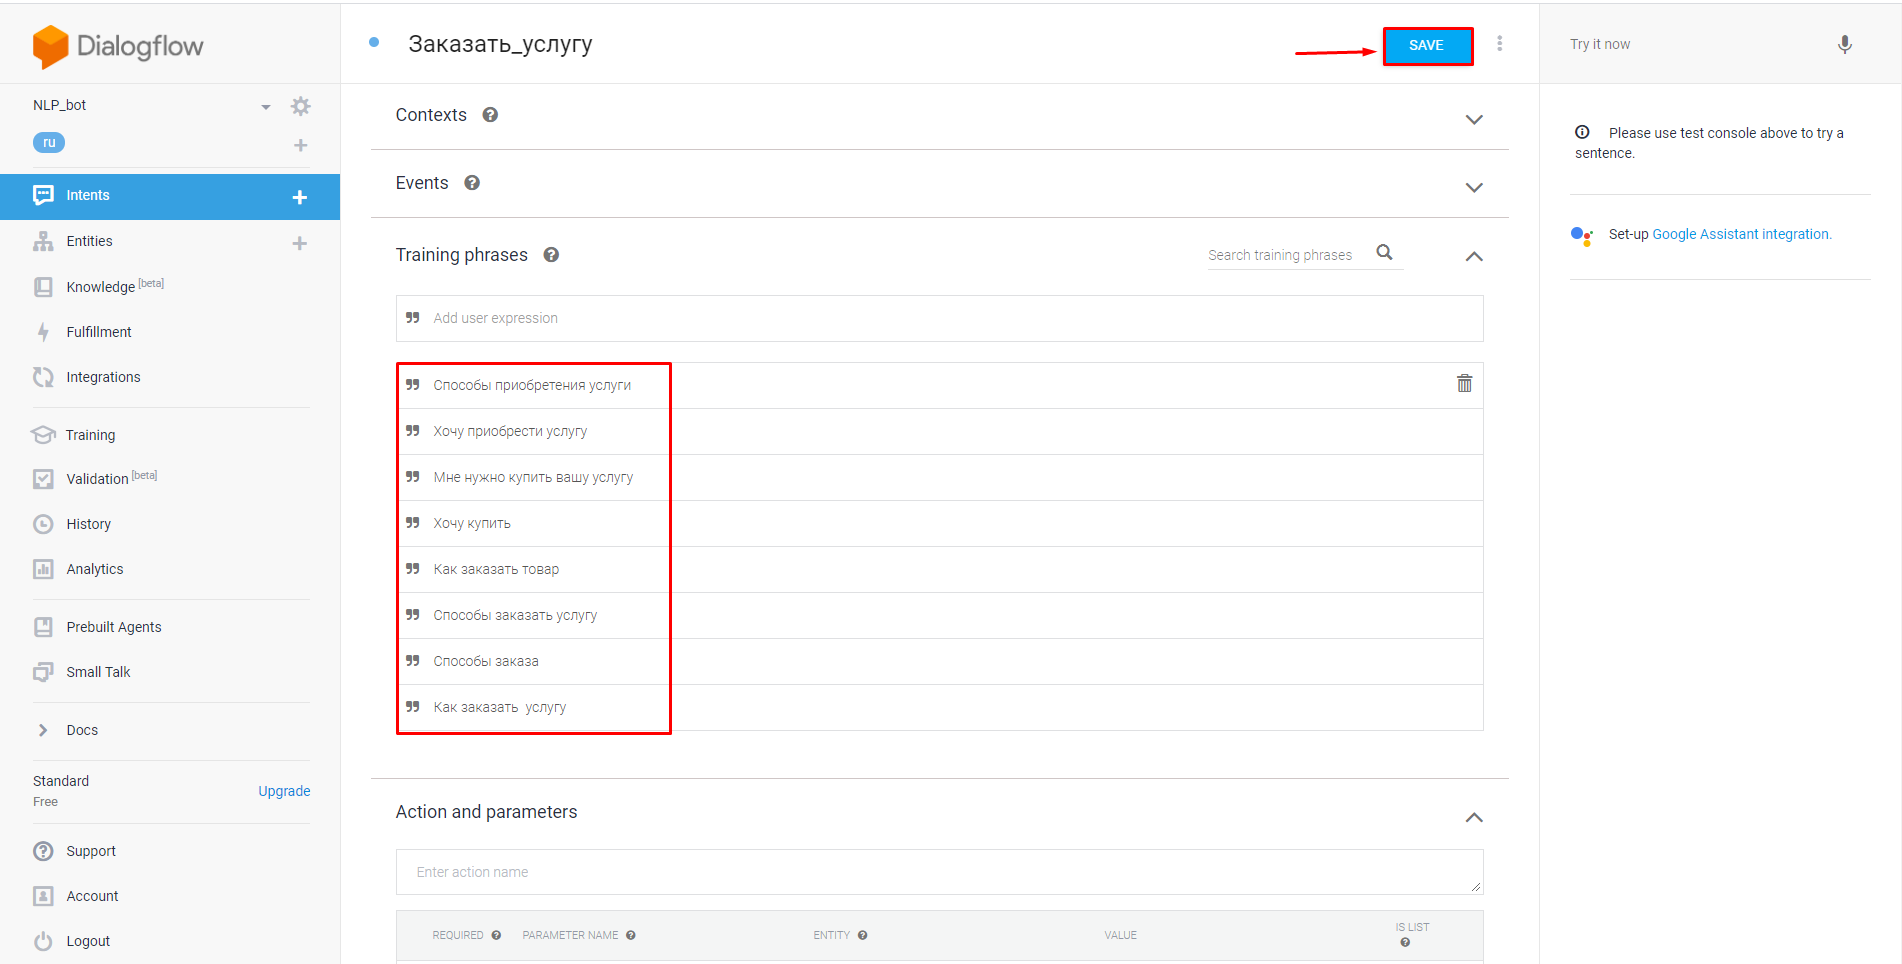 Dialogflow
NLP_bot
ru
Intents
Entities
Knowledge [beta]
Fulfillment
Integrations
Training
Validation [beta]
History
Analytics
Prebuilt Agents
Small Talk
Docs
Standard
Free
Upgrade
Support
Account
Logout
Заказать_услугу
SAVE
Contexts
Events
Training phrases
Search training phrases
Add user expression
Способы приобретения услуги
Хочу приобрести услугу
Мне нужно купить вашу услугу
Хочу купить
Как заказать товар
Способы заказать услугу
Способы заказа
Как заказать  услугу
Action and parameters
Enter action name
REQUIRED PARAMETER NAME ENTITY VALUE IS LIST
Try it now
Please use test console above to try a
sentence.
Set-up Google Assistant integration.